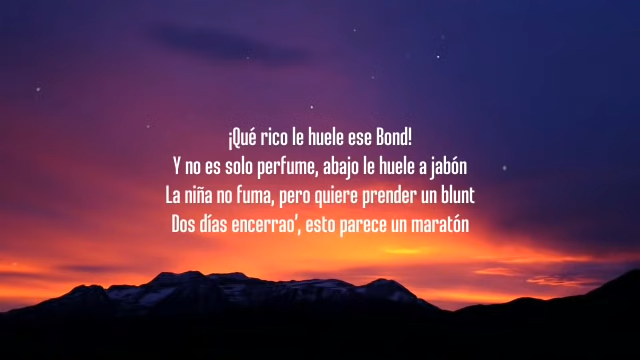 ¡Qué rico le huele ese Bond!
Y no es solo perfume, abajo le huele a jabón
La niña no fuma, pero quiere prender un blunt
Dos días encerrao', esto parece un maratón